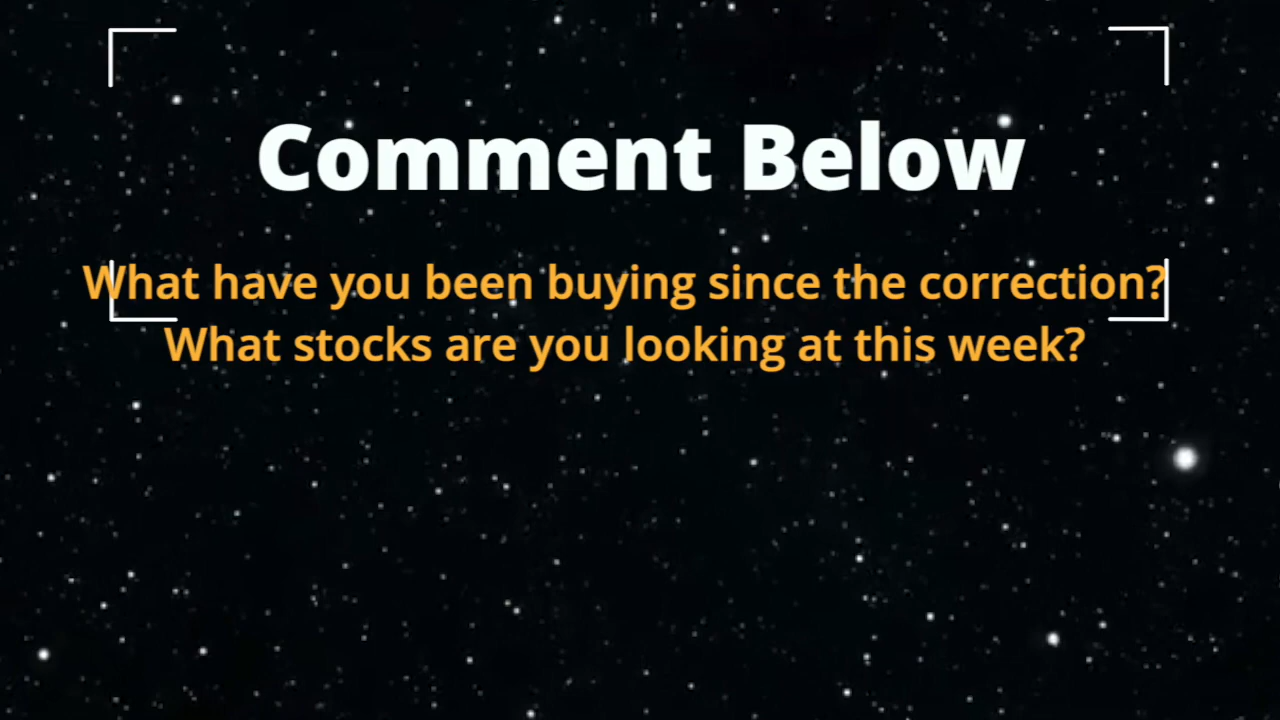 Comment Below
What have you been buying since the correction?
What stocks are you looking at this week?